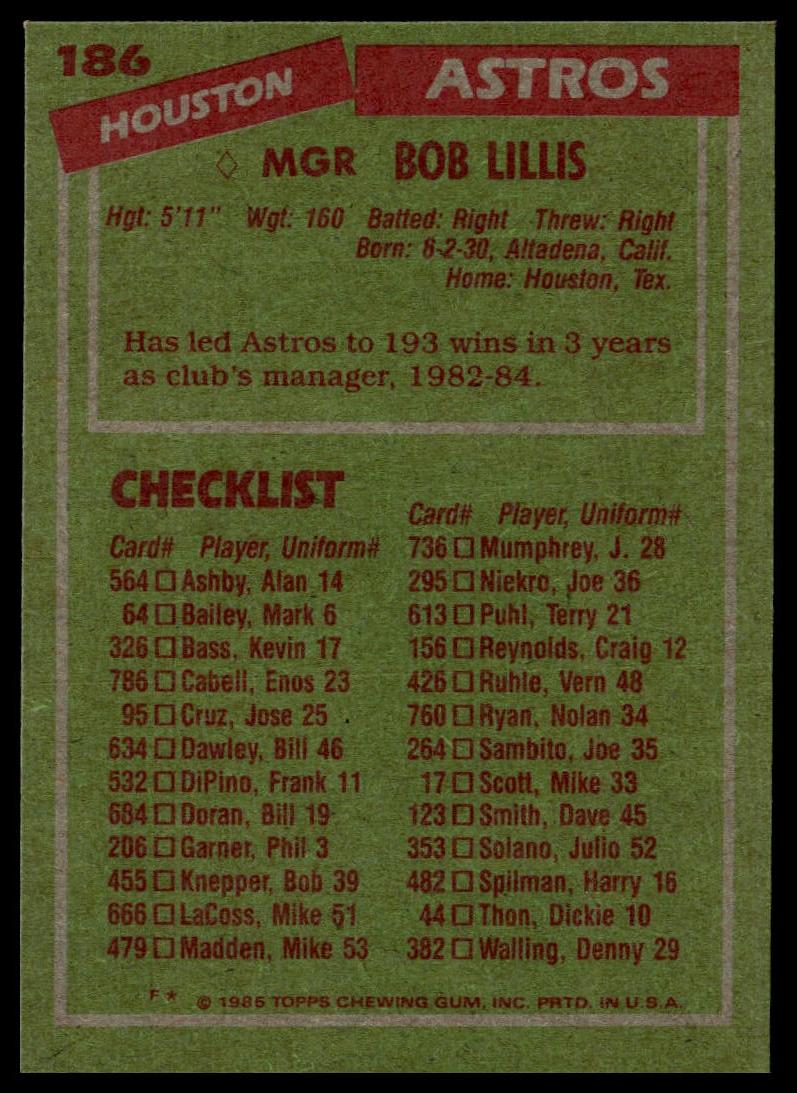 186
HOUSTON ASTROS
MGR BOB LILLIS
Hgt: 5'11" Wgt: 160 Batted: Right Threw: Right
Born: 6-2-30, Altadena, Calif.
Home: Houston, Tex.
Has led Astros to 193 wins in 3 years
as club's manager, 1982-84.
CHECKLIST
Card# Player, Uniform#
564 Ashby, Alan 14
64 Bailey, Mark 6
326 Bass, Kevin 17
786 Cabell, Enos 23
95 Cruz, Jose 25
634 Dawley, Bill 46
532 DiPino, Frank 11
684 Doran, Bill 19
206 Garner, Phil 3
455 Knepper, Bob 39
666 LaCoss, Mike 51
479 Madden, Mike 53
Card# Player, Uniform#
736 Mumphrey, J. 28
295 Niekro, Joe 36
613 Puhl, Terry 21
156 Reynolds, Craig 12
426 Ruhle, Vern 48
760 Ryan, Nolan 34
264 Sambito, Joe 35
17 Scott, Mike 33
123 Smith, Dave 45
353 Solano, Julio 52
482 Spilman, Harry 16
44 Thon, Dickie 10
382 Walling, Denny 29
F* © 1985 TOPPS CHEWING GUM, INC. PRTD. IN U.S.A.